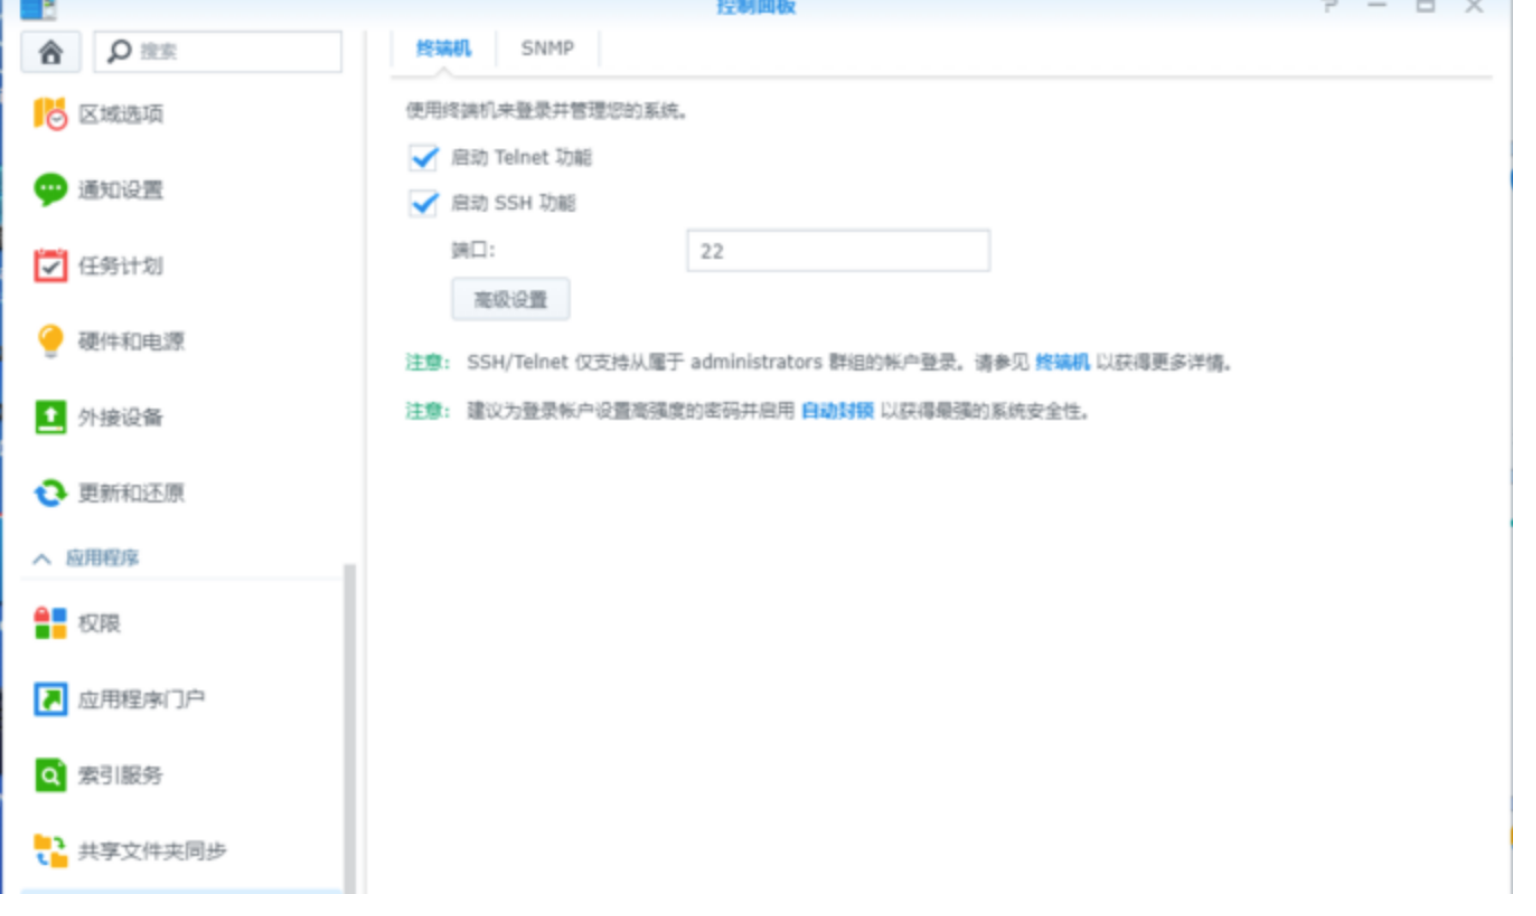 控制面板
搜索
区域选项
通知设置
任务计划
硬件和电源
外接设备
更新和还原
应用程序
权限
应用程序门户
索引服务
共享文件夹同步
终端机 SNMP
使用终端机来登录并管理您的系统。
启动 Telnet 功能
启动 SSH 功能
端口: 22
高级设置
注意: SSH/Telnet 仅支持从属于 administrators 群组的帐户登录。请参见 终端机 以获得更多详情。
注意: 建议为登录帐户设置高强度的密码并启用 自动封锁 以获得最强的系统安全性。